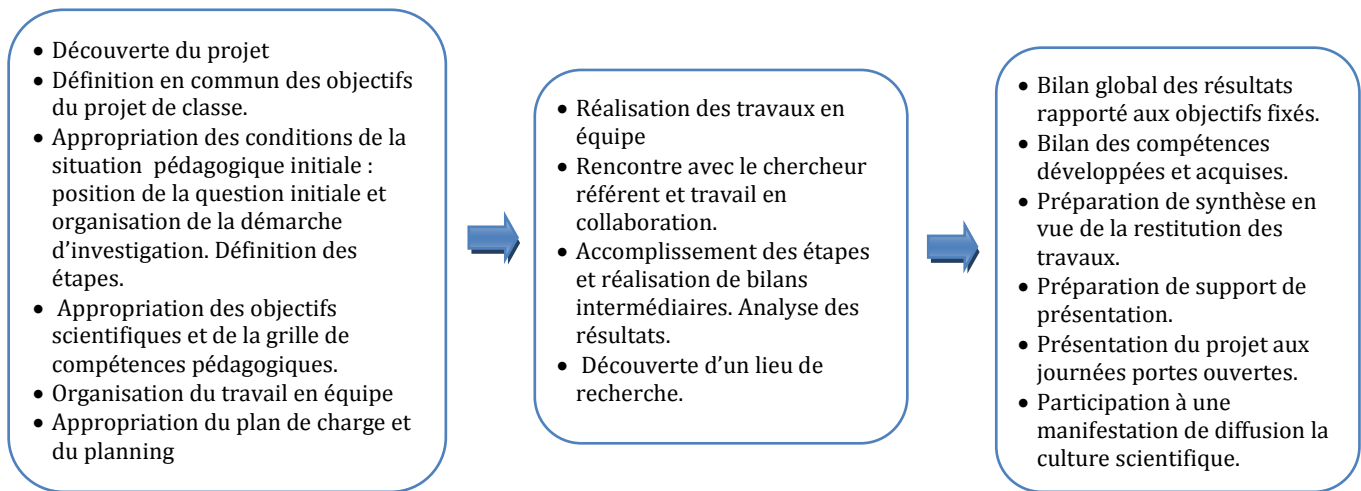 • Découverte du projet
• Définition en commun des objectifs
du projet de classe.
• Appropriation des conditions de la
situation pédagogique initiale :
position de la question initiale et
organisation de la démarche
d'investigation. Définition des
étapes.
• Appropriation des objectifs
scientifiques et de la grille de
compétences pédagogiques.
• Organisation du travail en équipe
• Appropriation du plan de charge et
du planning
• Réalisation des travaux en
équipe
• Rencontre avec le chercheur
référent et travail en
collaboration.
• Accomplissement des étapes
et réalisation de bilans
intermédiaires. Analyse des
résultats.
• Découverte d'un lieu de
recherche.
• Bilan global des résultats
rapporté aux objectifs fixés.
• Bilan des compétences
développées et acquises.
• Préparation de synthèse en
vue de la restitution des
travaux.
• Préparation de support de
présentation.
• Présentation du projet aux
journées portes ouvertes.
• Participation à une
manifestation de diffusion la
culture scientifique.